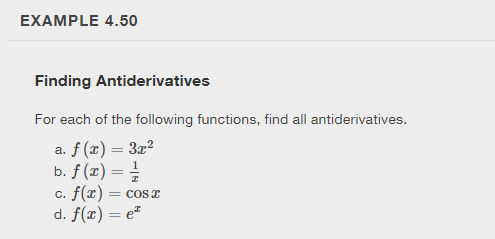 EXAMPLE 4.50
Finding Antiderivatives
For each of the following functions, find all antiderivatives.
a. f(x) = 3x²
b. f(x) = 1/x
c. f(x) = cos x
d. f(x) = eˣ